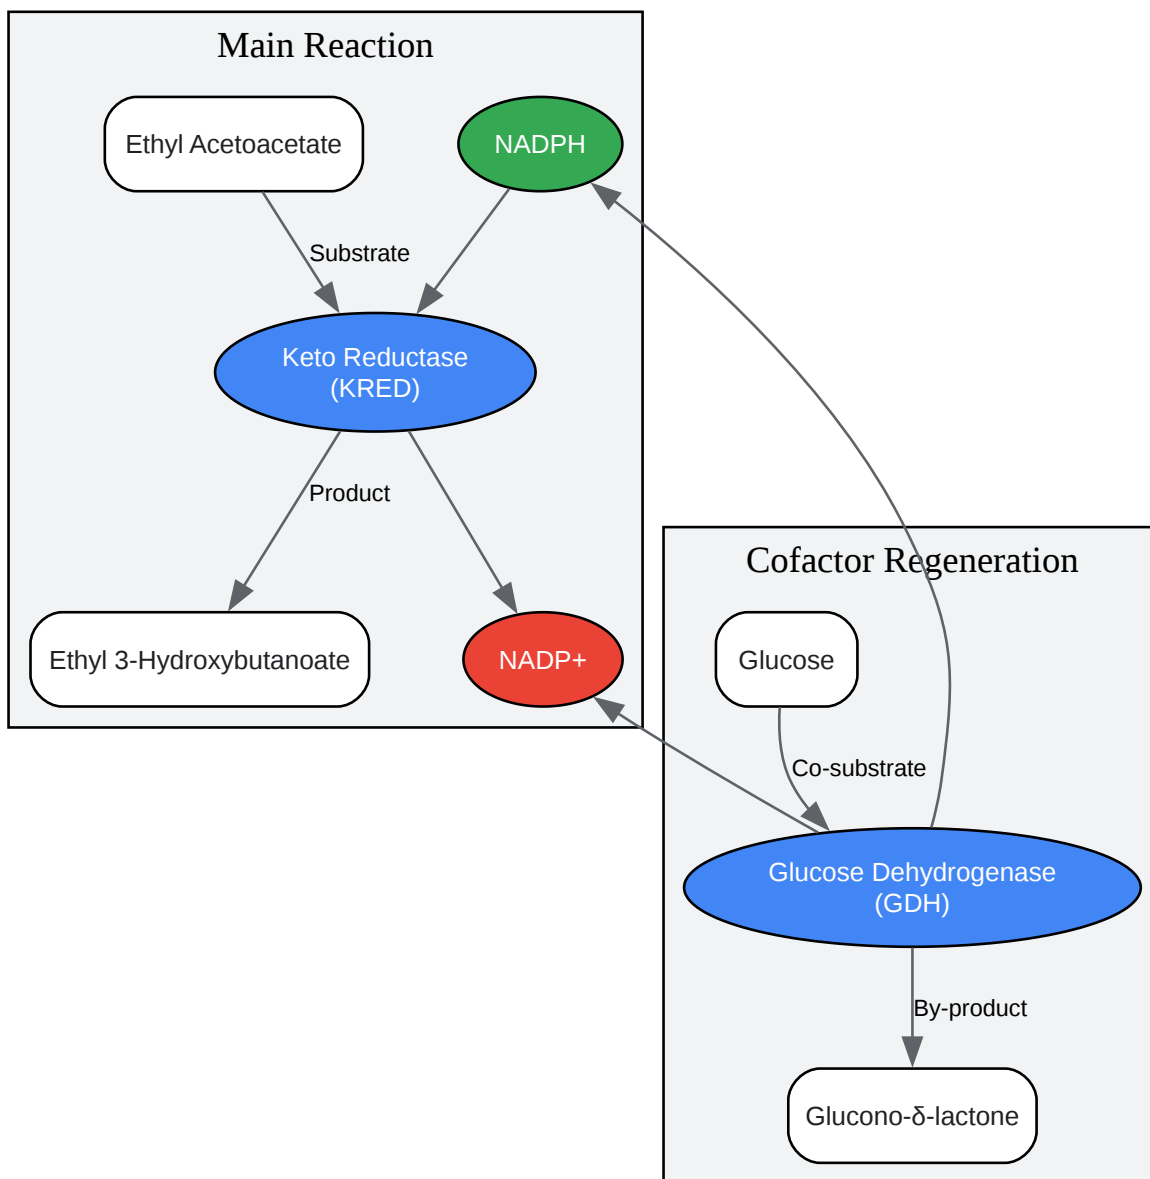 Main Reaction
Ethyl Acetoacetate
NADPH
Substrate
Keto Reductase
(KRED)
Product
Ethyl 3-Hydroxybutanoate
NADP+
Cofactor Regeneration
Glucose
Co-substrate
Glucose Dehydrogenase
(GDH)
By-product
Glucono-δ-lactone